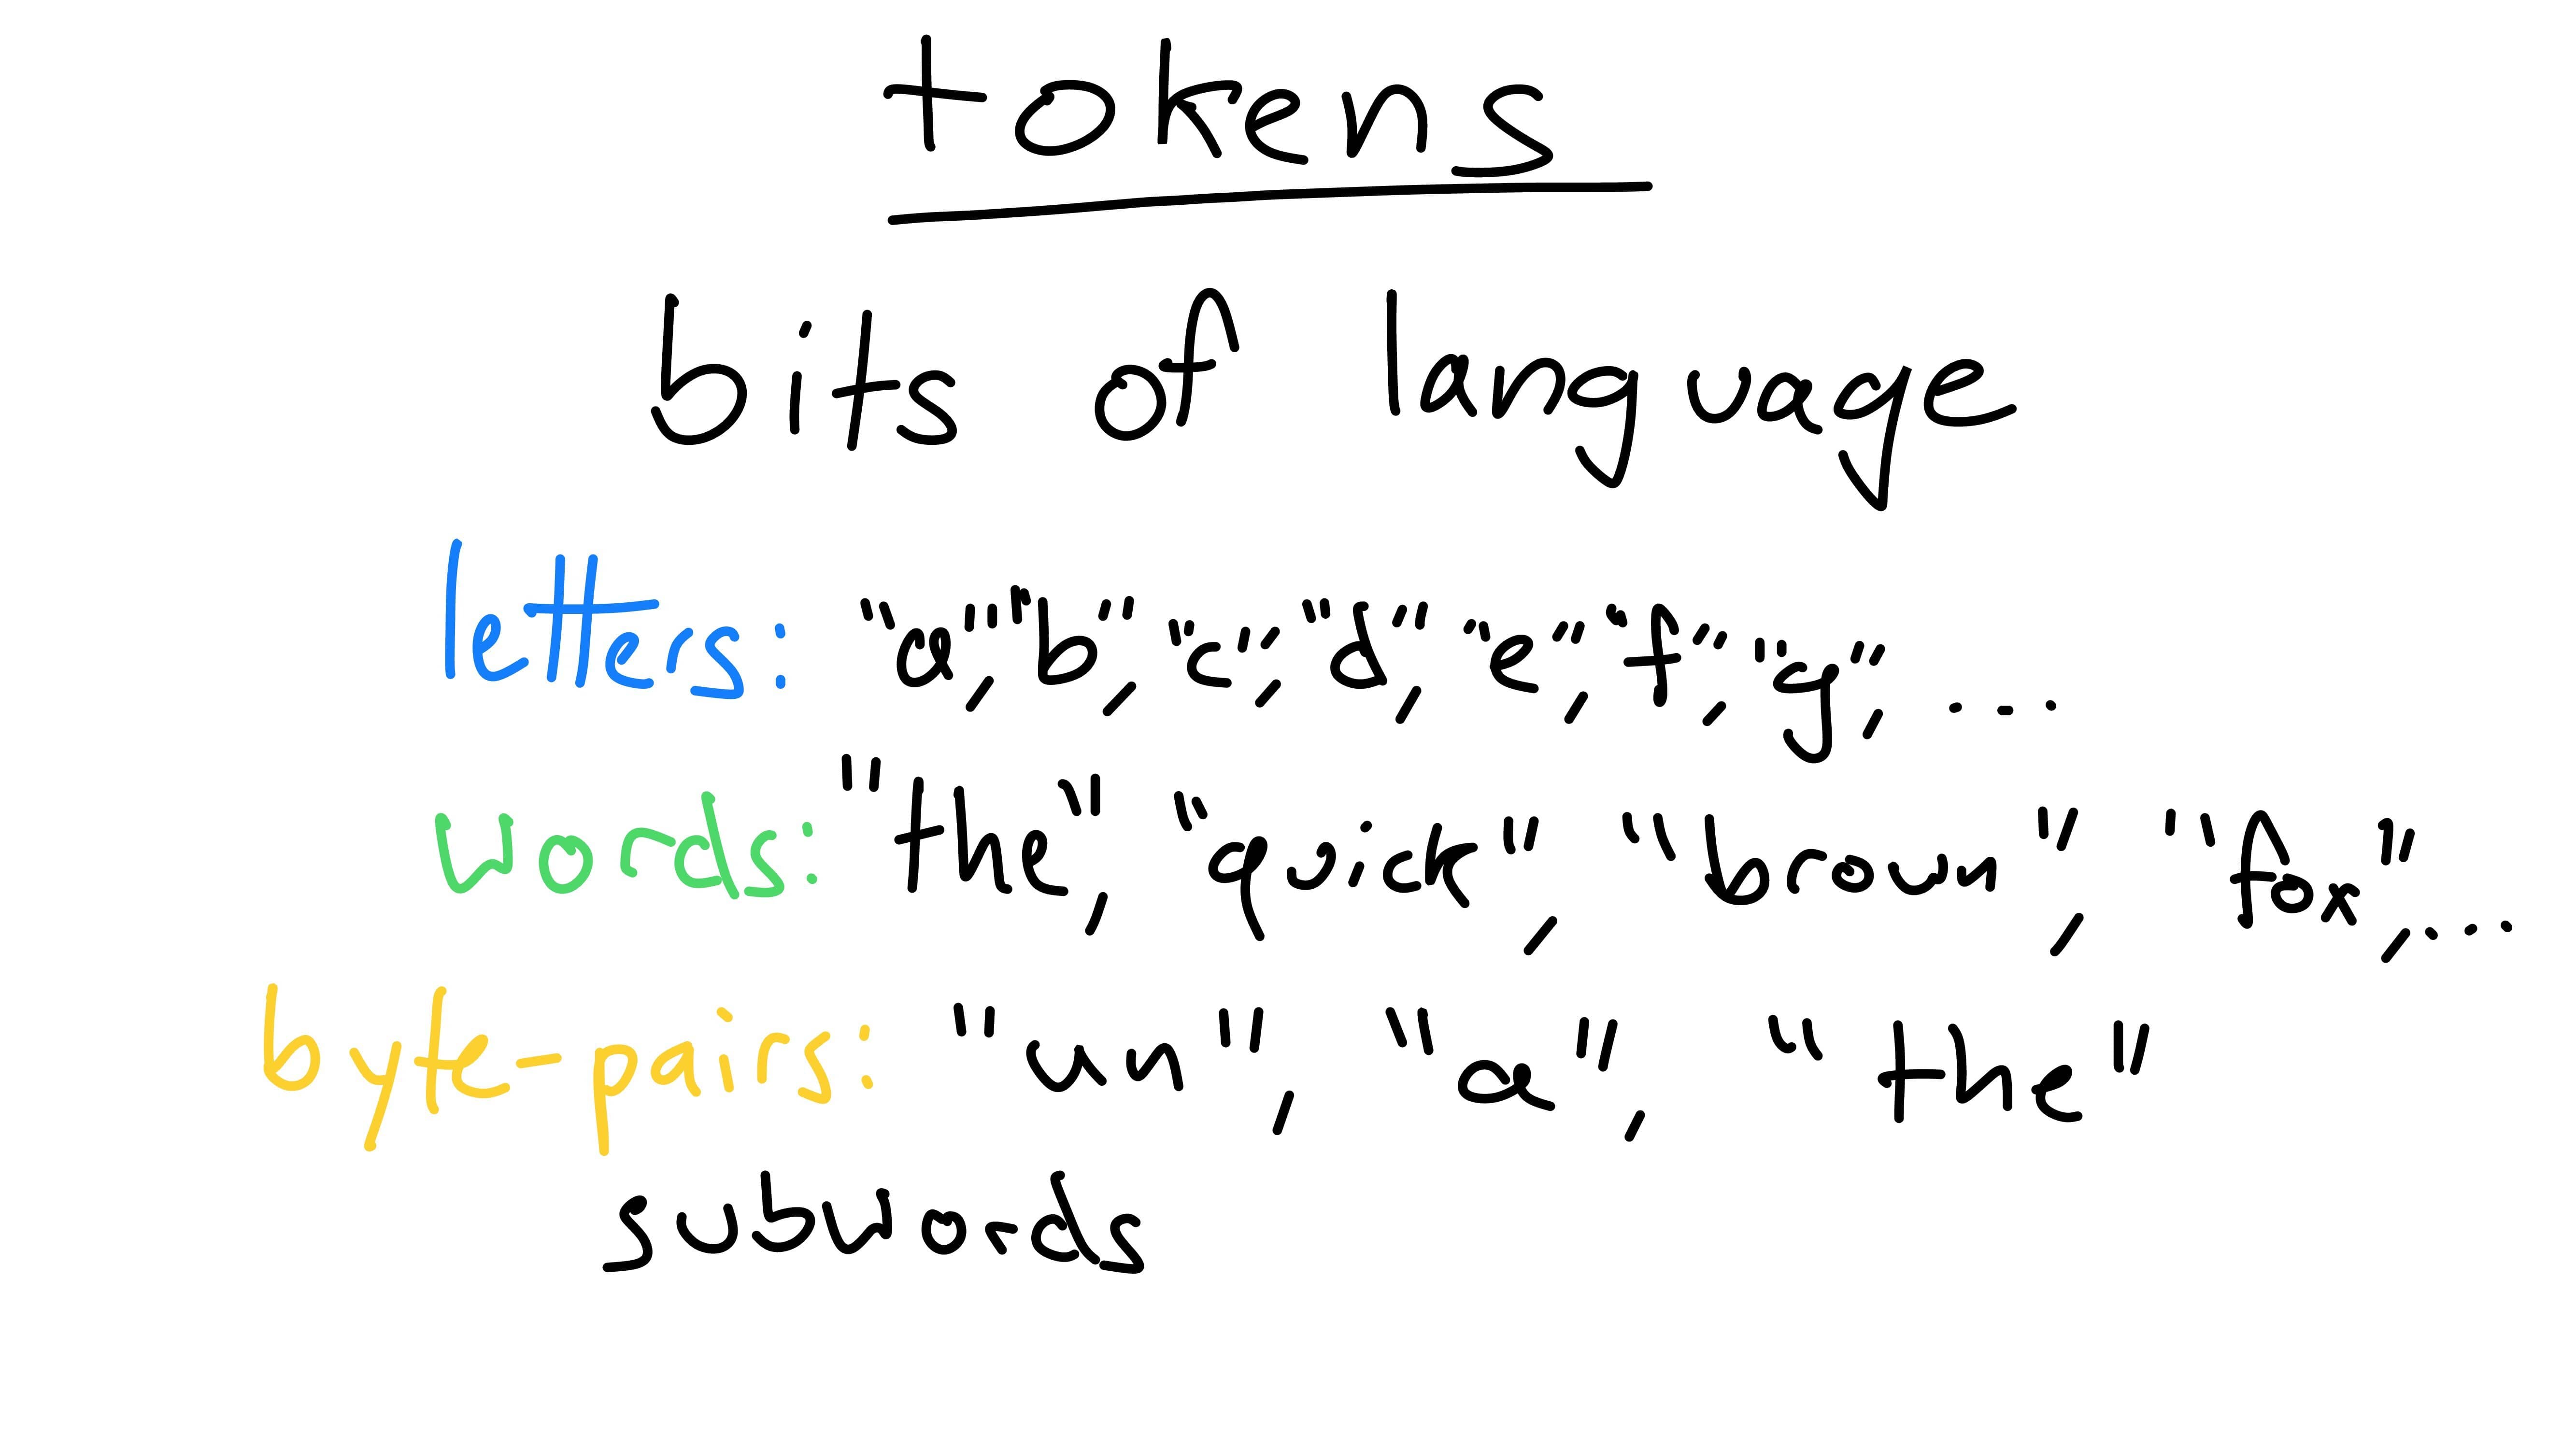 tokens
bits of language
letters: "a", "b", "c", "d", "e", "f", "g", ...
words: "the", "quick", "brown", "fox", ...
byte-pairs: "un", "a", " the"
subwords